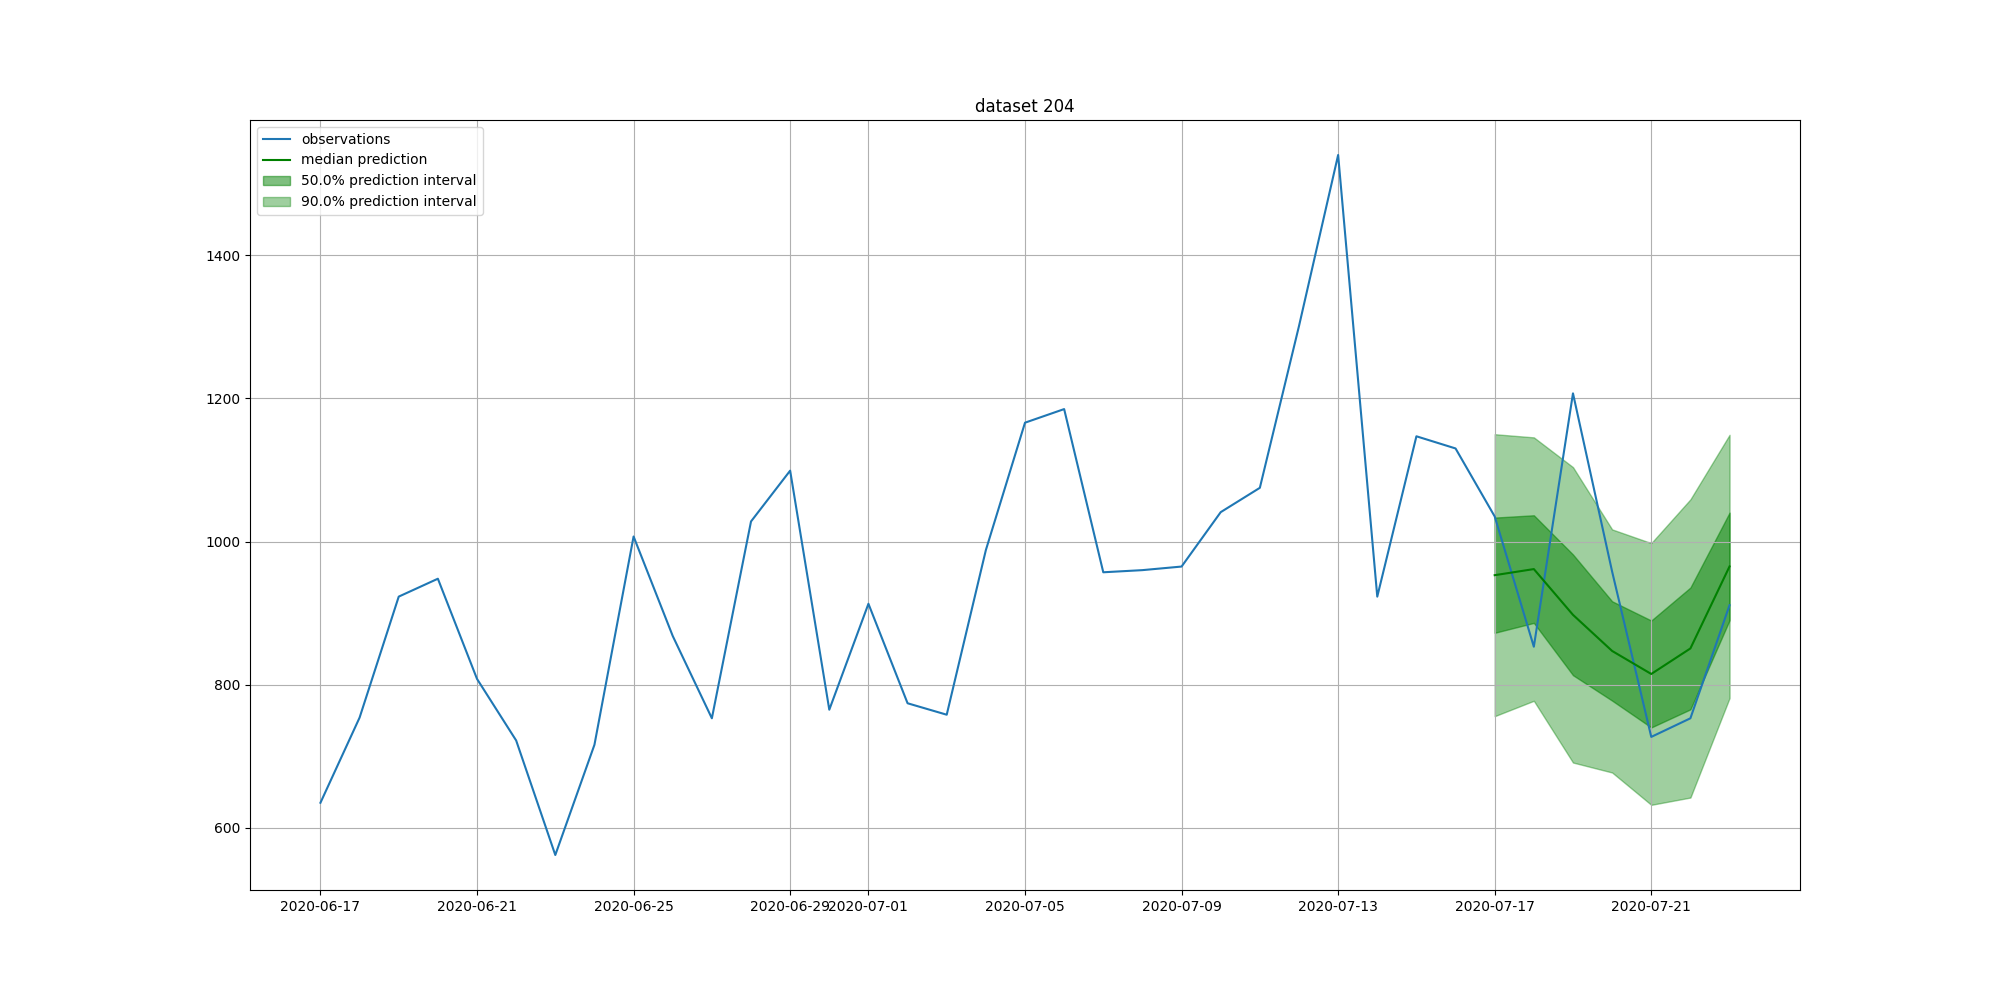 dataset 204
observations
median prediction
50.0% prediction interval
90.0% prediction interval
1400
1200
1000
800
600
2020-06-17 2020-06-21 2020-06-25 2020-06-29 2020-07-01 2020-07-05 2020-07-09 2020-07-13 2020-07-17 2020-07-21